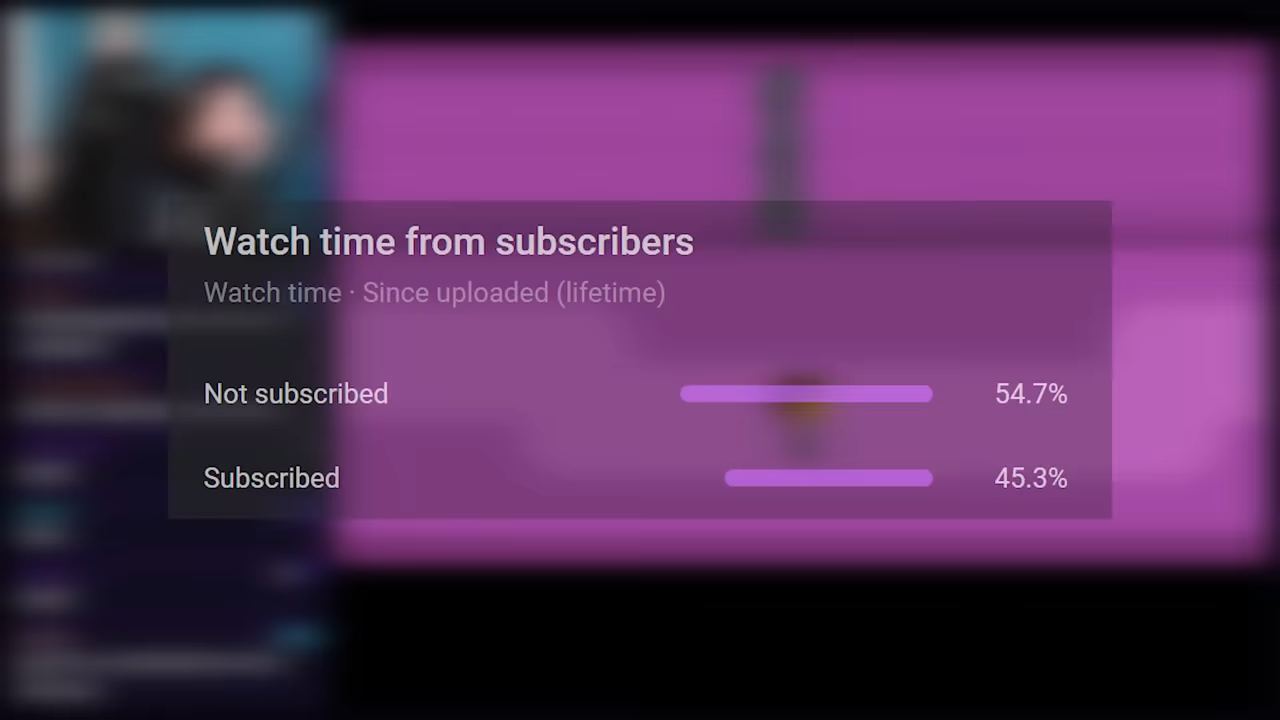 Watch time from subscribers
Watch time · Since uploaded (lifetime)
Not subscribed 54.7%
Subscribed 45.3%